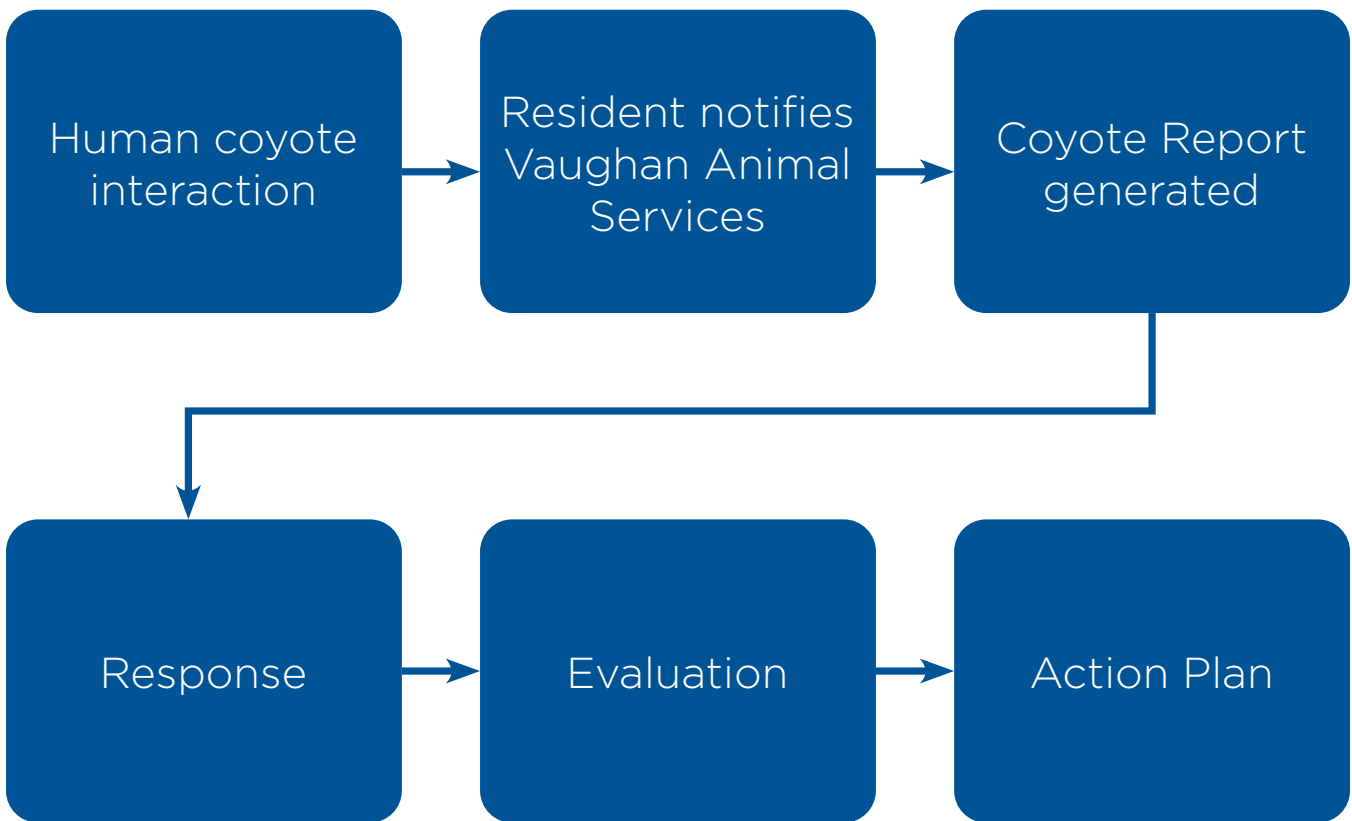 Human coyote
interaction
Resident notifies
Vaughan Animal
Services
Coyote Report
generated
Response
Evaluation
Action Plan